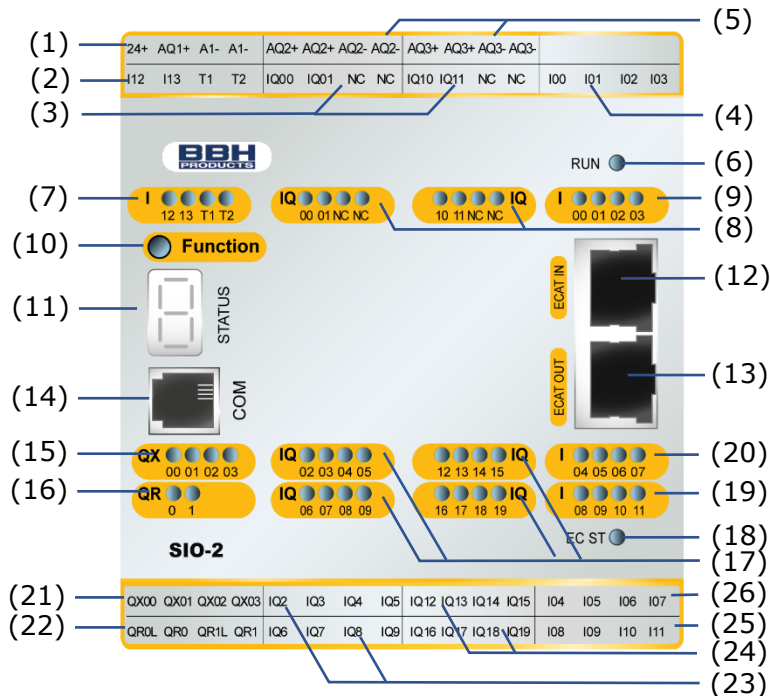 (1) 24+ AQ1+ A1- A1- AQ2+ AQ2+ AQ2- AQ2- AQ3+ AQ3+ AQ3- AQ3- (5)
(2) I12 I13 T1 T2 IQ00 IQ01 NC NC IQ10 IQ11 NC NC I00 I01 I02 I03
(3) (4)
BBH
PRODUCTS
RUN (6)
(7) I IQ IQ I (9)
12 13 T1 T2 00 01 NC NC 10 11 NC NC 00 01 02 03
(8)
(10) Function
(11) STATUS ECAT IN (12)
(14) COM ECAT OUT (13)
(15) QX IQ IQ I (20)
00 01 02 03 02 03 04 05 12 13 14 15 04 05 06 07
(16) QR IQ IQ I (19)
0 1 06 07 08 09 16 17 18 19 08 09 10 11
EC ST (18)
SIO-2 (17)
(21) QX00 QX01 QX02 QX03 IQ2 IQ3 IQ4 IQ5 IQ12 IQ13 IQ14 IQ15 I04 I05 I06 I07 (26)
(22) QR0L QR0 QR1L QR1 IQ6 IQ7 IQ8 IQ9 IQ16 IQ17 IQ18 IQ19 I08 I09 I10 I11 (25)
(24)
(23)